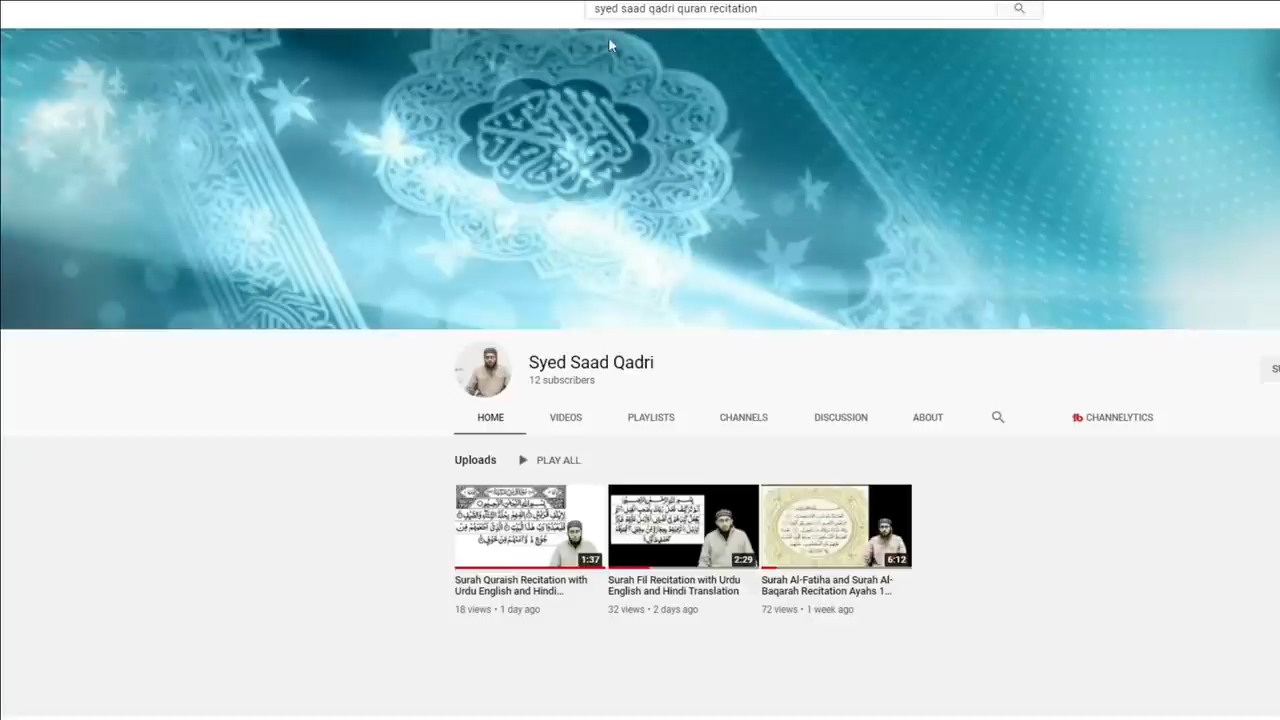 syed saad qadri quran recitation
Syed Saad Qadri
12 subscribers
HOME VIDEOS PLAYLISTS CHANNELS DISCUSSION ABOUT CHANNELYTICS
Uploads PLAY ALL
1:37 2:29 6:12
Surah Quraish Recitation with
Urdu English and Hindi...
18 views • 1 day ago
Surah Fil Recitation with Urdu
English and Hindi Translation
32 views • 2 days ago
Surah Al-Fatiha and Surah Al-
Baqarah Recitation Ayahs 1...
72 views • 1 week ago